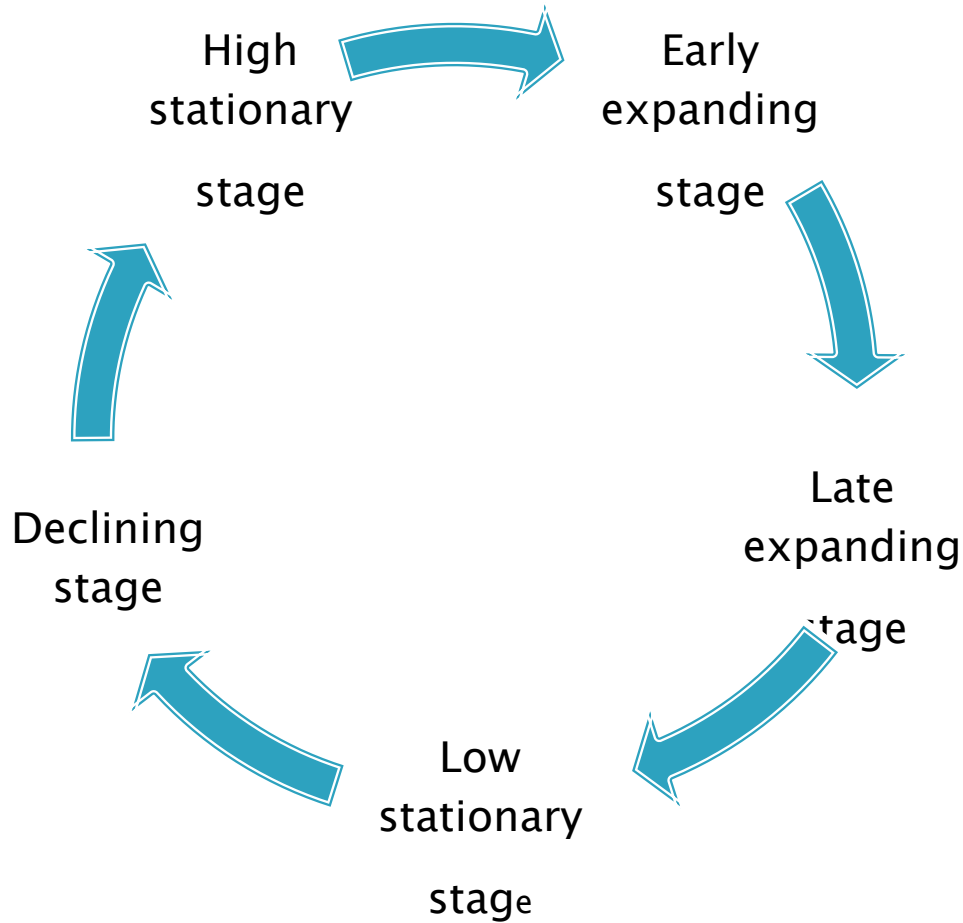 High
stationary
stage
Early
expanding
stage
Late
expanding
stage
Low
stationary
stage
Declining
stage